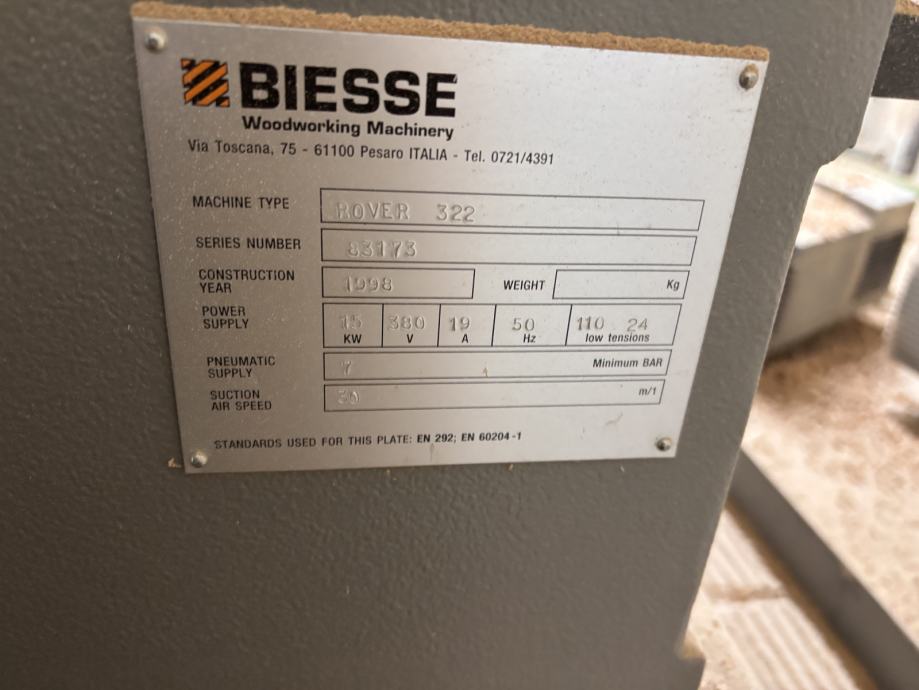 BIESSE
Woodworking Machinery
Via Toscana, 75 - 61100 Pesaro ITALIA - Tel. 0721/4391
MACHINE TYPE ROVER 322
SERIES NUMBER 83173
CONSTRUCTION YEAR 1998 WEIGHT Kg
POWER SUPPLY 15 KW 380 V 19 A 50 Hz 110 24 low tensions
PNEUMATIC SUPPLY 7 Minimum BAR
SUCTION AIR SPEED 30 m/1
STANDARDS USED FOR THIS PLATE: EN 292; EN 60204-1